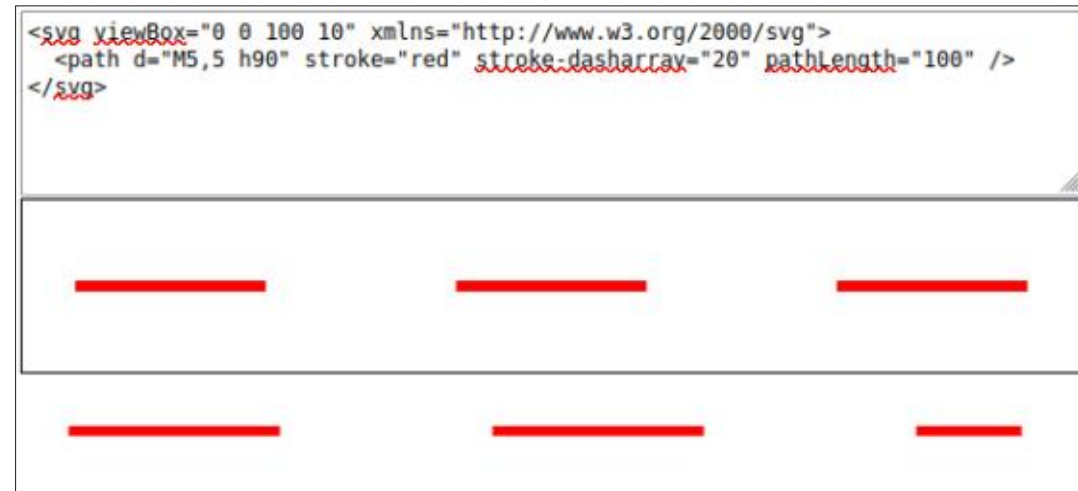 <svg viewBox="0 0 100 10" xmlns="http://www.w3.org/2000/svg">
  <path d="M5,5 h90" stroke="red" stroke-dasharray="20" pathLength="100" />
</svg>